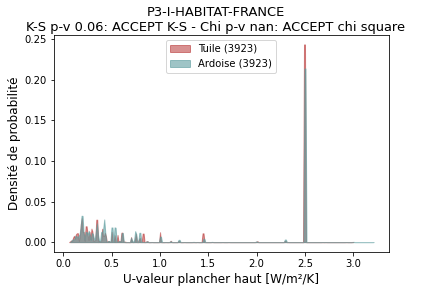 P3-I-HABITAT-FRANCE
K-S p-v 0.06: ACCEPT K-S - Chi p-v nan: ACCEPT chi square
Tuile (3923)
Ardoise (3923)
Densité de probabilité
0.25
0.20
0.15
0.10
0.05
0.00
0.0 0.5 1.0 1.5 2.0 2.5 3.0
U-valeur plancher haut [W/m²/K]